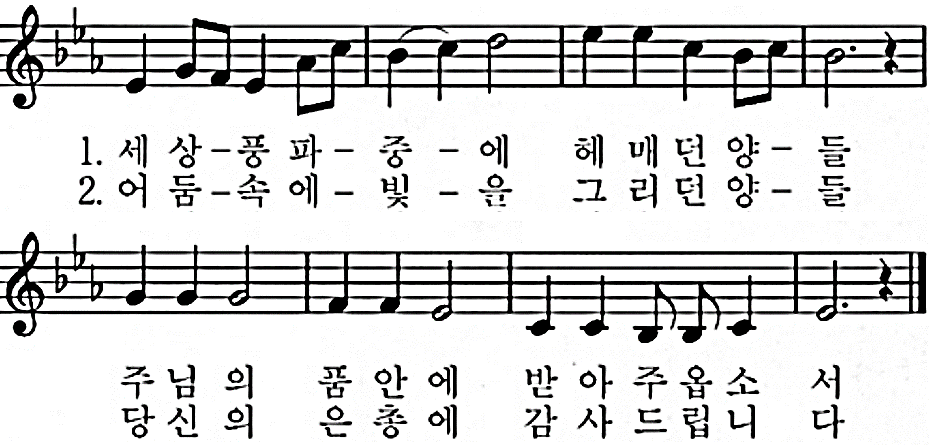 1. 세 상 - 풍 파 - 중 - 에 헤 매 던 양 - 들
2. 어 둠 - 속 에 - 빛 - 음 그 리 던 양 - 들
주 님 의 품 안 에 받 아 주 옵 소 서
당 신 의 은 총 에 감 사 드 립 니 다